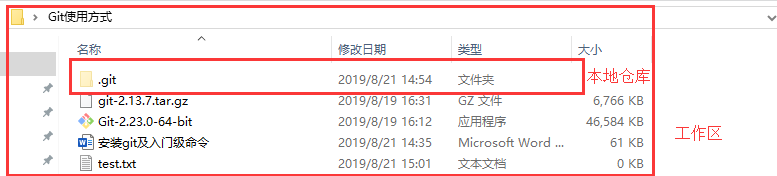 Git使用方式
名称 修改日期 类型 大小
.git 2019/8/21 14:54 文件夹 本地仓库
git-2.13.7.tar.gz 2019/8/19 16:31 GZ 文件 6,766 KB
Git-2.23.0-64-bit 2019/8/19 16:12 应用程序 46,584 KB
工作区
安装git及入门级命令 2019/8/21 14:35 Microsoft Word ... 61 KB
test.txt 2019/8/21 15:01 文本文档 0 KB